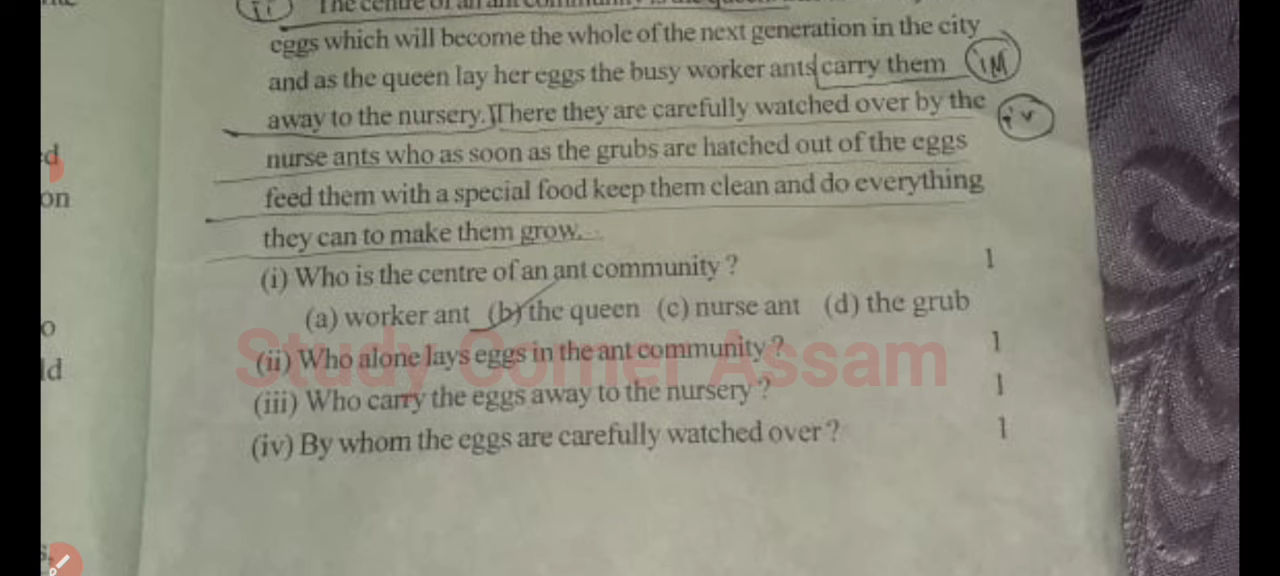 eggs which will become the whole of the next generation in the city
and as the queen lay her eggs the busy worker ants carry them
away to the nursery. There they are carefully watched over by the
nurse ants who as soon as the grubs are hatched out of the eggs
feed them with a special food keep them clean and do everything
they can to make them grow.
(i) Who is the centre of an ant community ? 1
(a) worker ant (b) the queen (c) nurse ant (d) the grub
Study Corner Assam
(ii) Who alone lays eggs in the ant community ? 1
(iii) Who carry the eggs away to the nursery ? 1
(iv) By whom the eggs are carefully watched over ? 1
d
on
o
ld